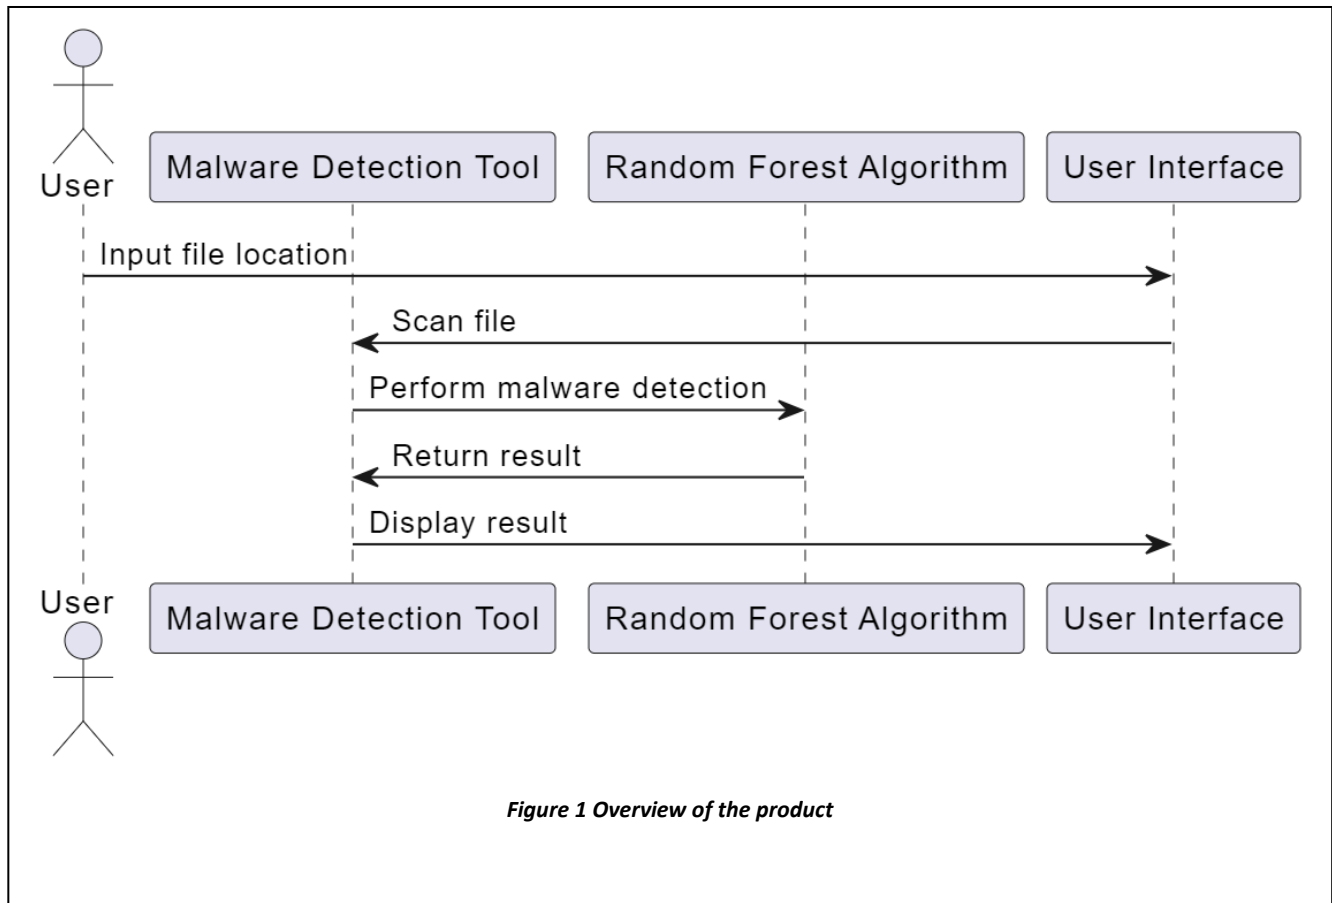 User
Malware Detection Tool
Random Forest Algorithm
User Interface
Input file location
Scan file
Perform malware detection
Return result
Display result
User
Malware Detection Tool
Random Forest Algorithm
User Interface
Figure 1 Overview of the product